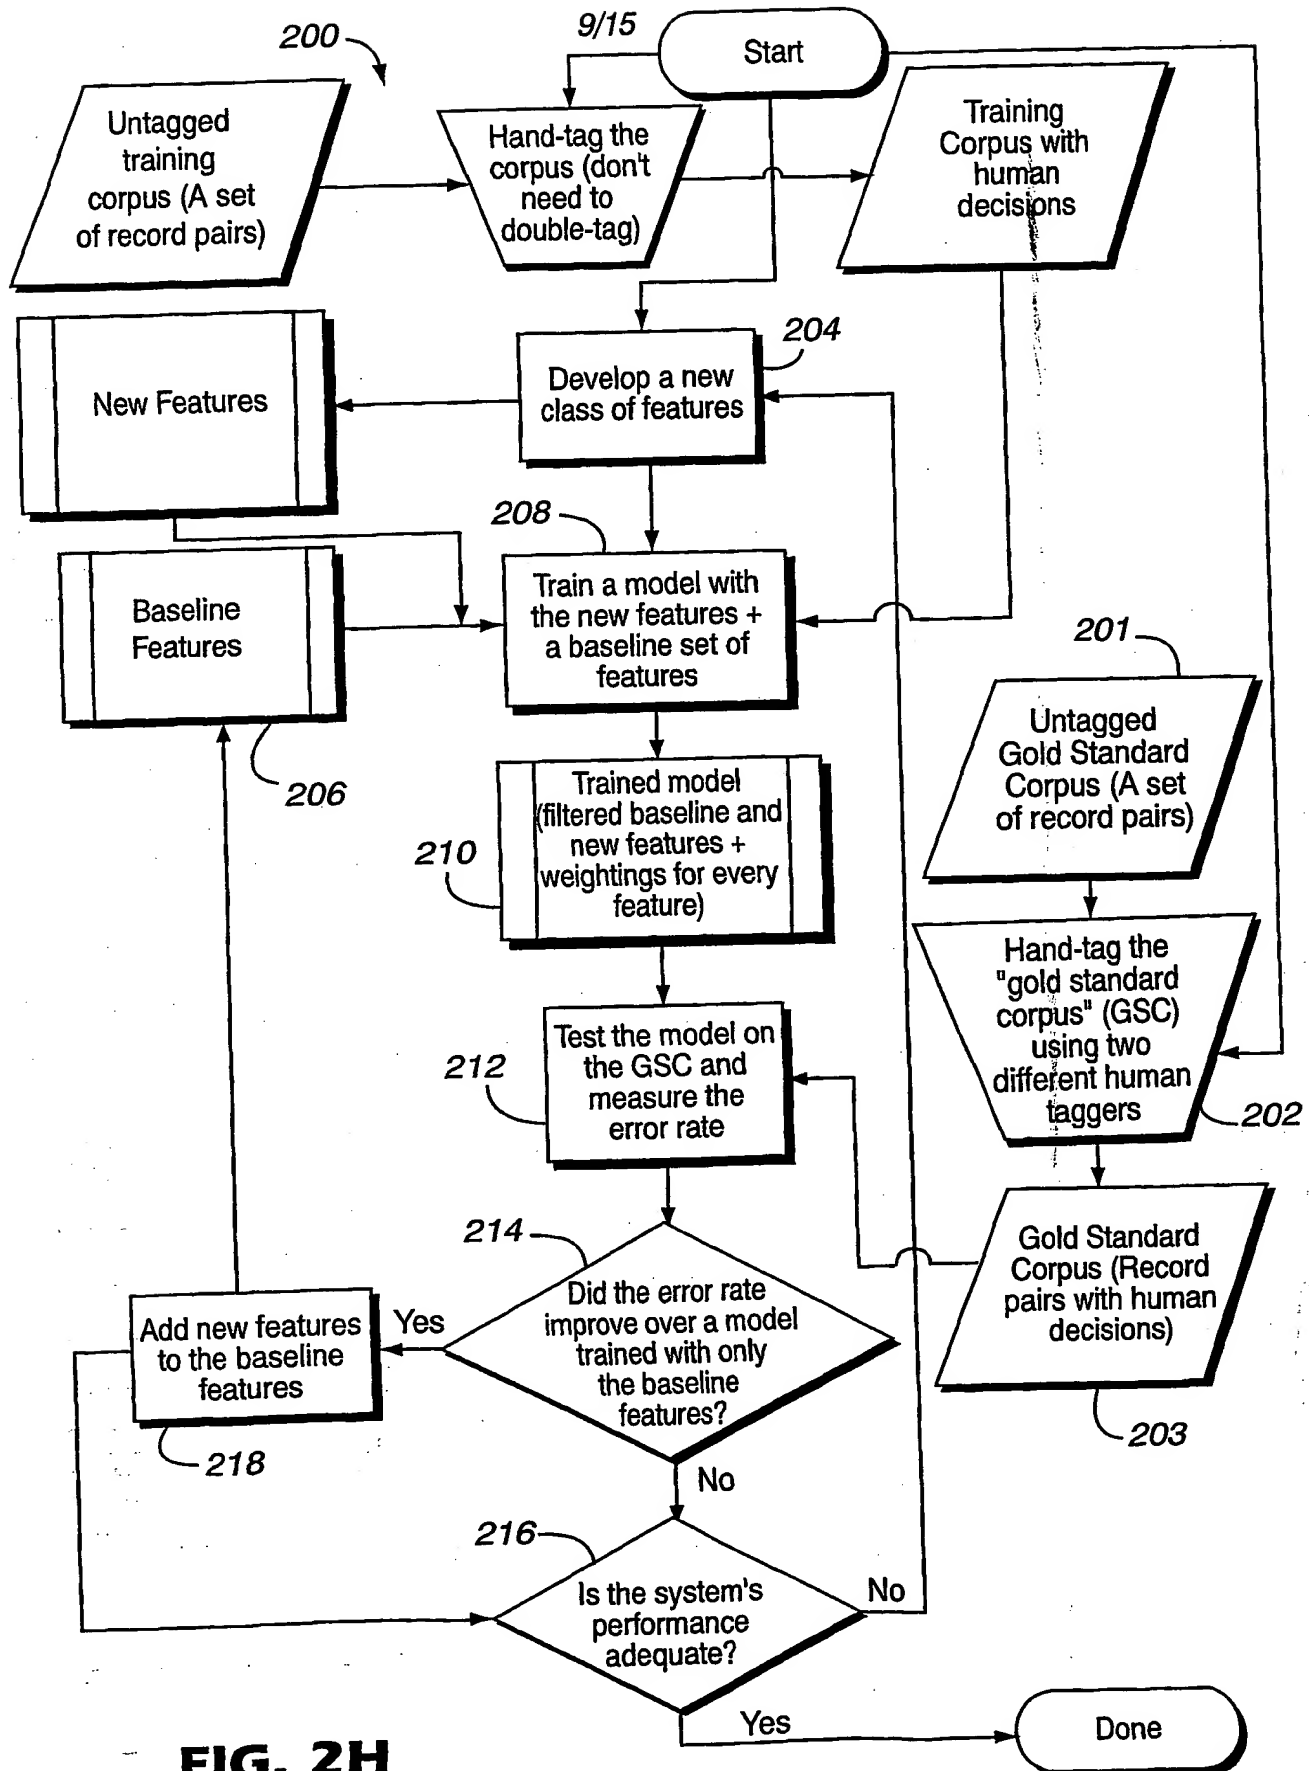 9/15
200
Start
Untagged
training
corpus (A set
of record pairs)
Hand-tag the
corpus (don't
need to
double-tag)
Training
Corpus with
human
decisions
204
New Features
Develop a new
class of features
208
Baseline
Features
206
Train a model with
the new features +
a baseline set of
features
201
Untagged
Gold Standard
Corpus (A set
of record pairs)
210
Trained model
(filtered baseline and
new features +
weightings for every
feature)
Hand-tag the
"gold standard
corpus" (GSC)
using two
different human
taggers
202
212
Test the model on
the GSC and
measure the
error rate
214
Did the error rate
improve over a model
trained with only
the baseline
features?
Gold Standard
Corpus (Record
pairs with human
decisions)
203
Yes
Add new features
to the baseline
features
218
No
216
Is the system's
performance
adequate?
No
Yes
Done
FIG. 2H